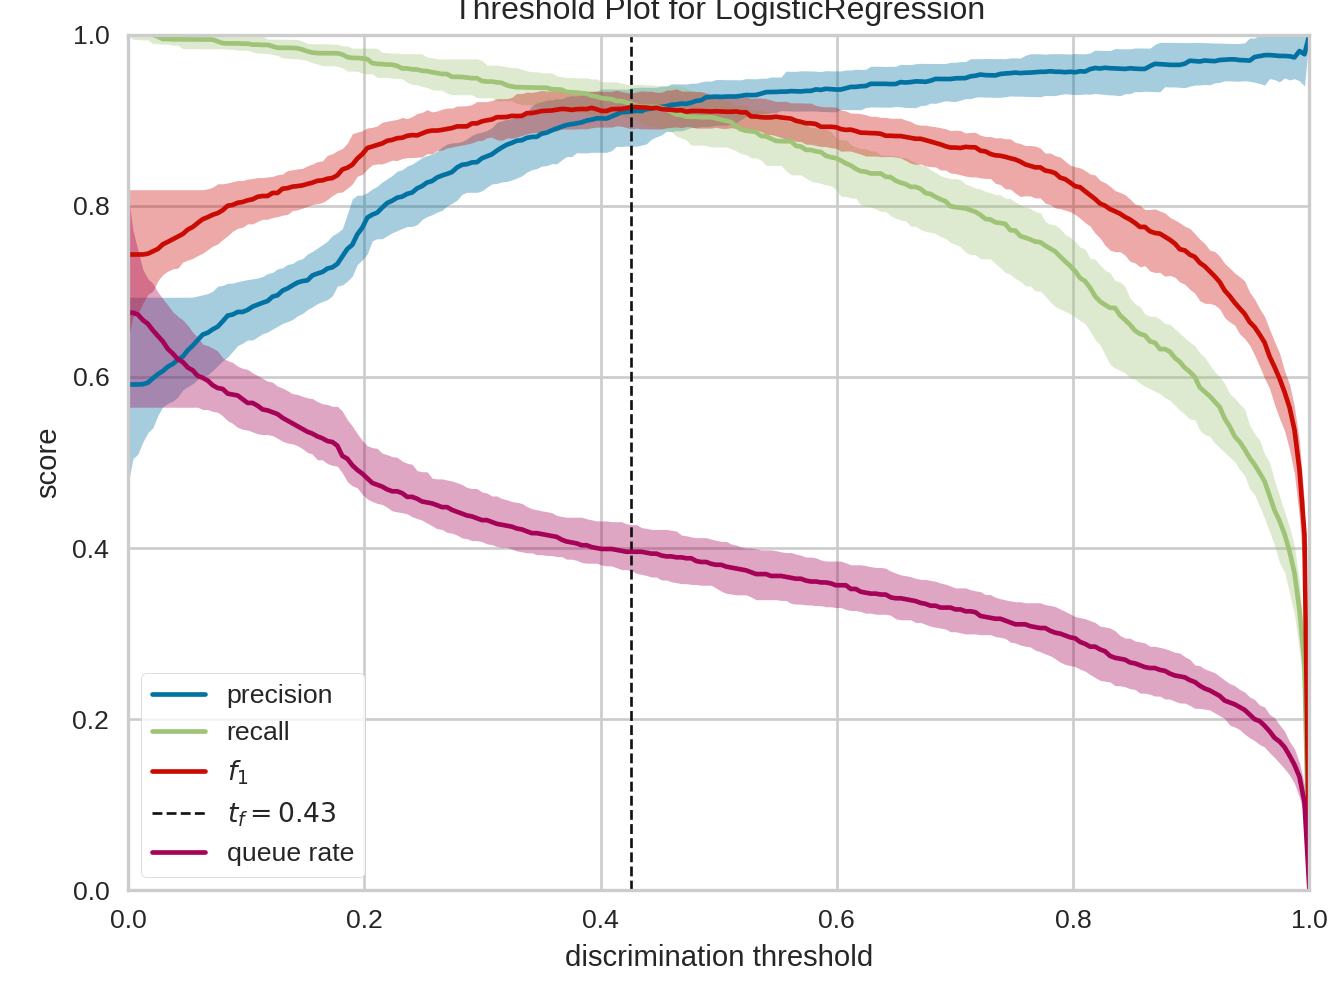 Threshold Plot for LogisticRegression
1.0
0.8
0.6
0.4
0.2
0.0
score
precision
recall
f1
tf = 0.43
queue rate
0.0 0.2 0.4 0.6 0.8 1.0
discrimination threshold